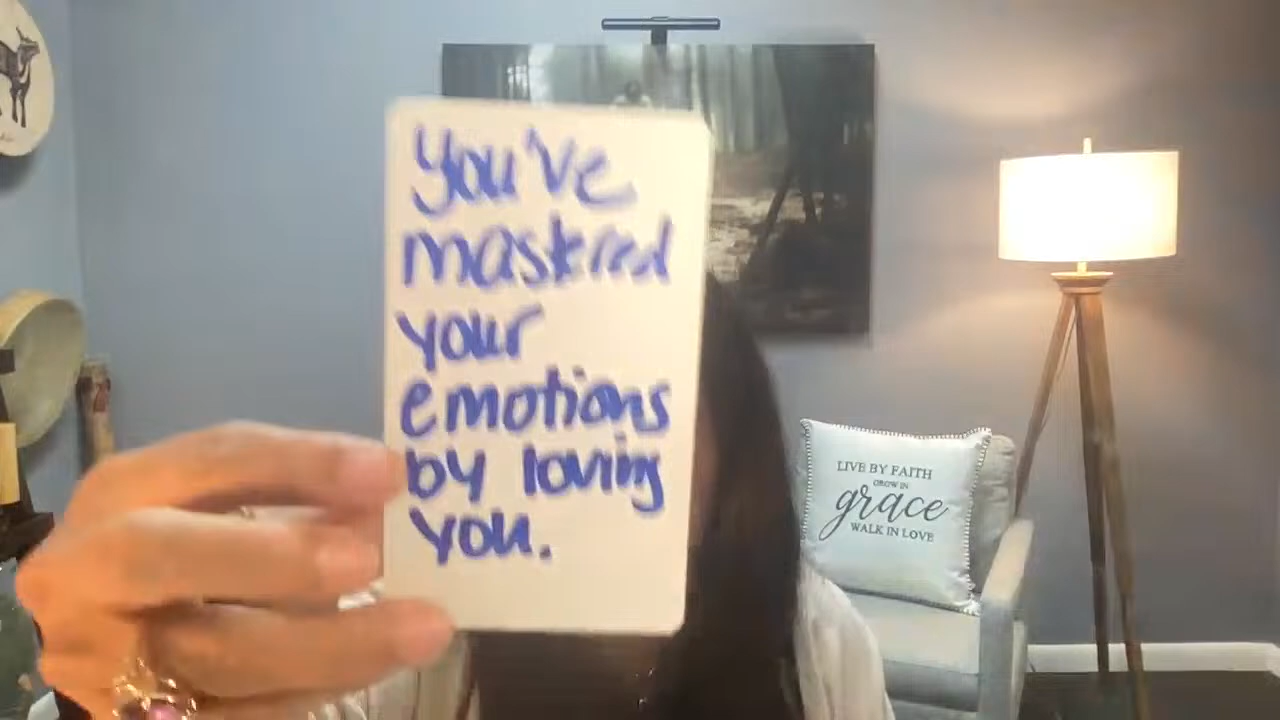 You've
mastered
your
emotions
by loving
you.
LIVE BY FAITH
GROW IN
grace
WALK IN LOVE